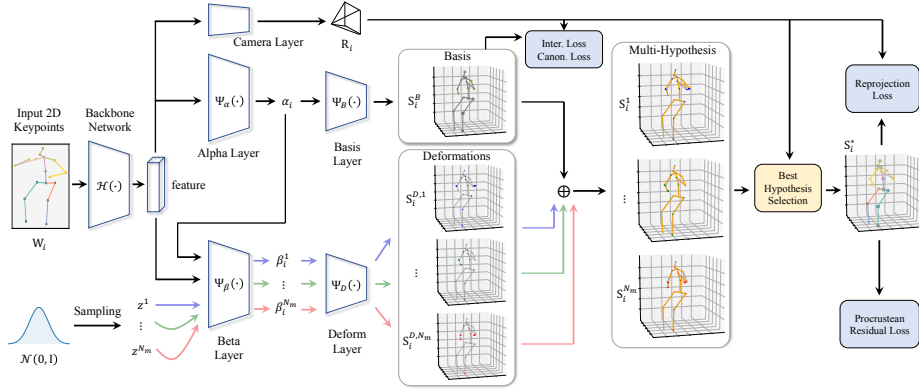 Camera Layer
R_i
Inter. Loss
Canon. Loss
Basis
Multi-Hypothesis
Input 2D
Keypoints
Backbone
Network
Ψ_α(·)
α_i
Ψ_B(·)
S_i^B
S_i^1
Reprojection
Loss
Alpha Layer
Basis
Layer
S_i^*
Deformations
ℋ(·)
feature
S_i^{D,1}
⊕
⋮
Best
Hypothesis
Selection
W_i
Ψ_β(·)
β_i^1
⋮
β_i^{N_m}
Ψ_D(·)
⋮
S_i^{N_m}
Sampling
z^1
⋮
z^{N_m}
Beta
Layer
Deform
Layer
S_i^{D,N_m}
Procrustean
Residual Loss
𝒩(0, I)